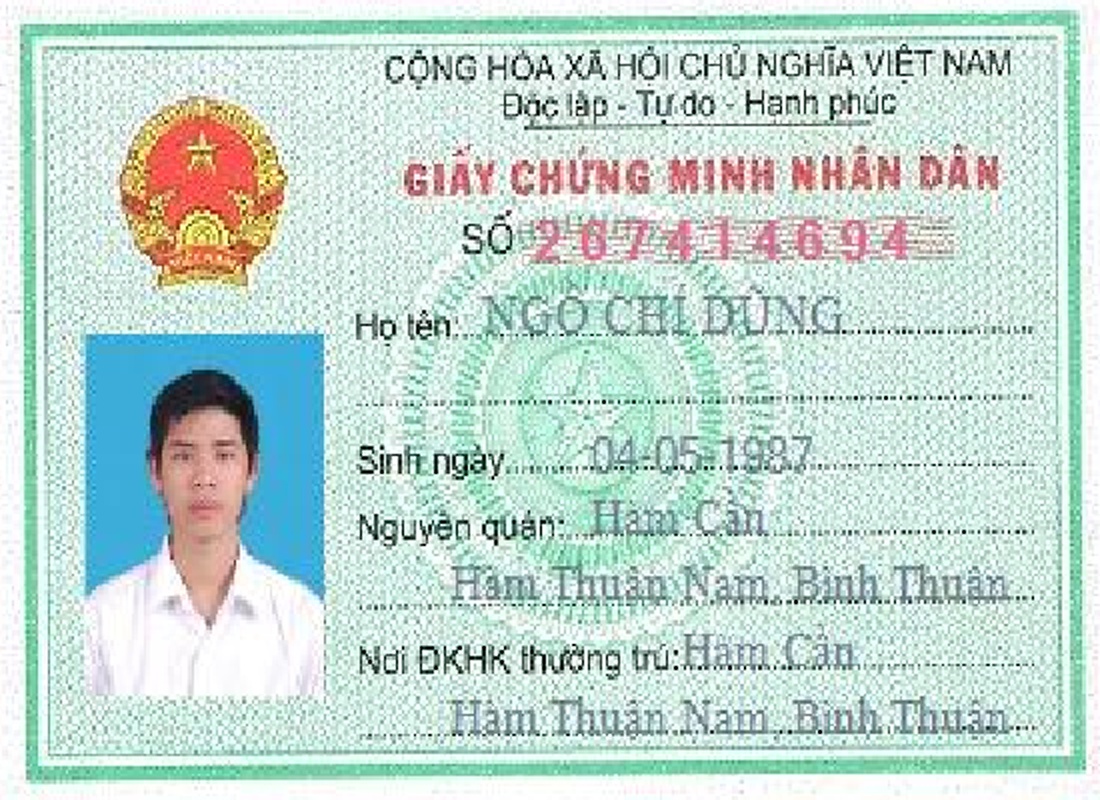 CỘNG HÒA XÃ HỘI CHỦ NGHĨA VIỆT NAM
Độc lập - Tự do - Hạnh phúc
GIẤY CHỨNG MINH NHÂN DÂN
SỐ 267414694
Họ tên: NGÔ CHÍ DŨNG
Sinh ngày 04-05-1987
Nguyên quán: Hàm Cần
Hàm Thuận Nam, Bình Thuận
Nơi ĐKHK thường trú: Hàm Cần
Hàm Thuận Nam, Bình Thuận